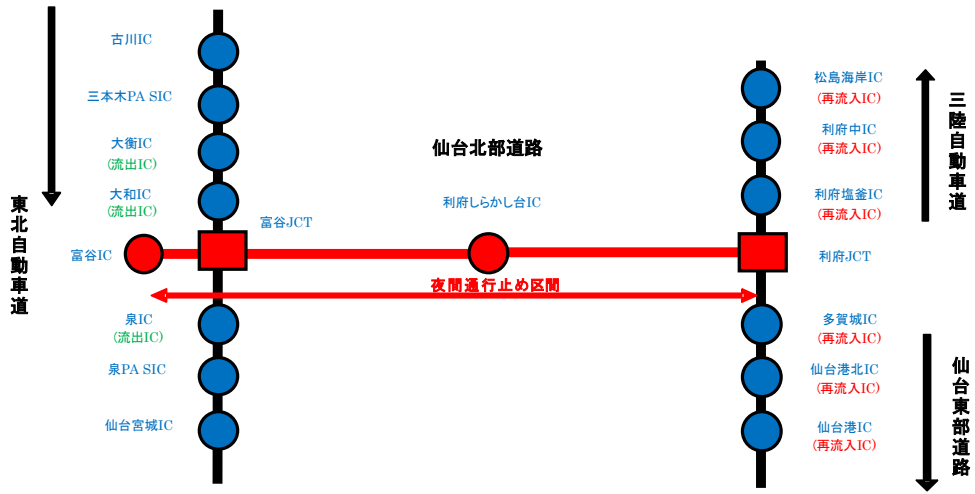 古川IC
三本木PA SIC
大衡IC
(流出IC)
大和IC
(流出IC)
東北自動車道
富谷IC
富谷JCT
泉IC
(流出IC)
泉PA SIC
仙台宮城IC
仙台北部道路
利府しらかし台IC
夜間通行止め区間
松島海岸IC
(再流入IC)
利府中IC
(再流入IC)
利府塩釜IC
(再流入IC)
利府JCT
多賀城IC
(再流入IC)
仙台港北IC
(再流入IC)
仙台港IC
(再流入IC)
三陸自動車道
仙台東部道路